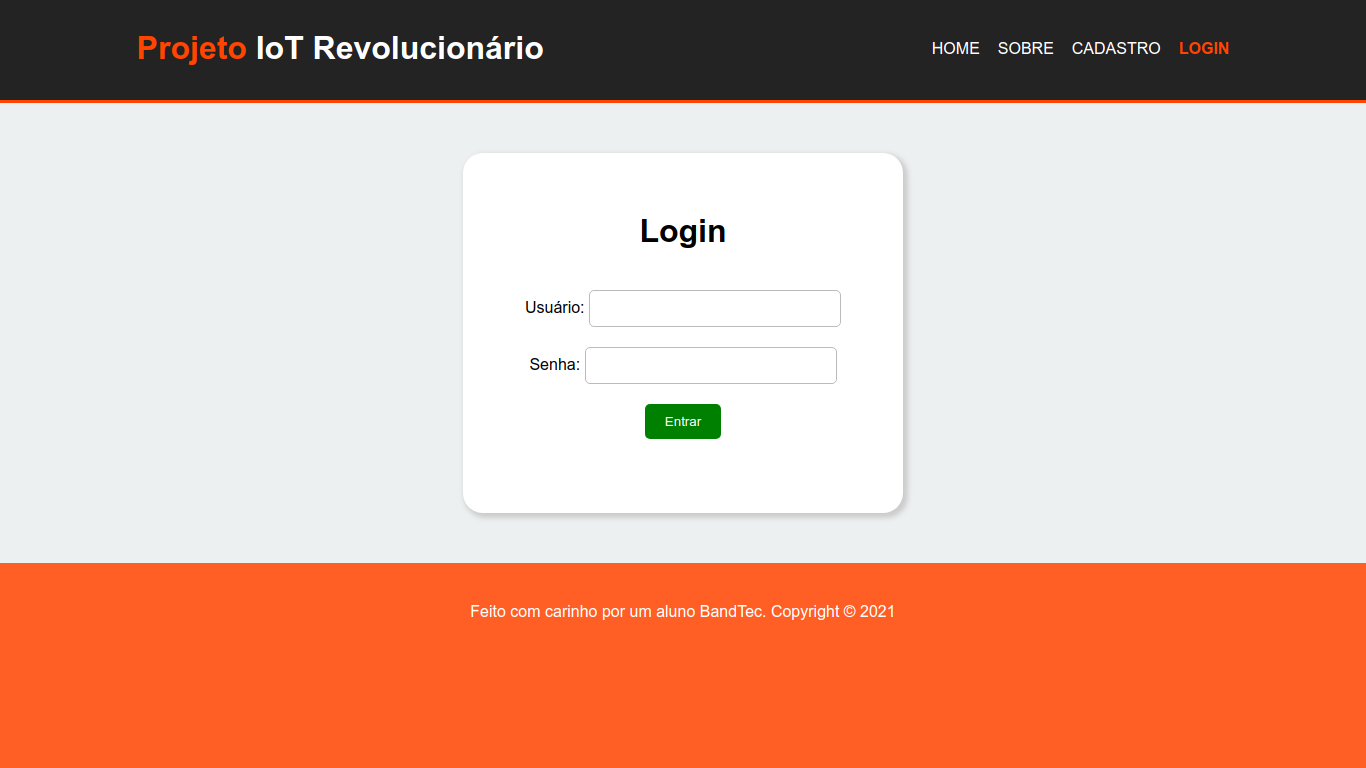 Projeto IoT Revolucionário
HOME SOBRE CADASTRO LOGIN
Login
Usuário:
Senha:
Entrar
Feito com carinho por um aluno BandTec. Copyright © 2021